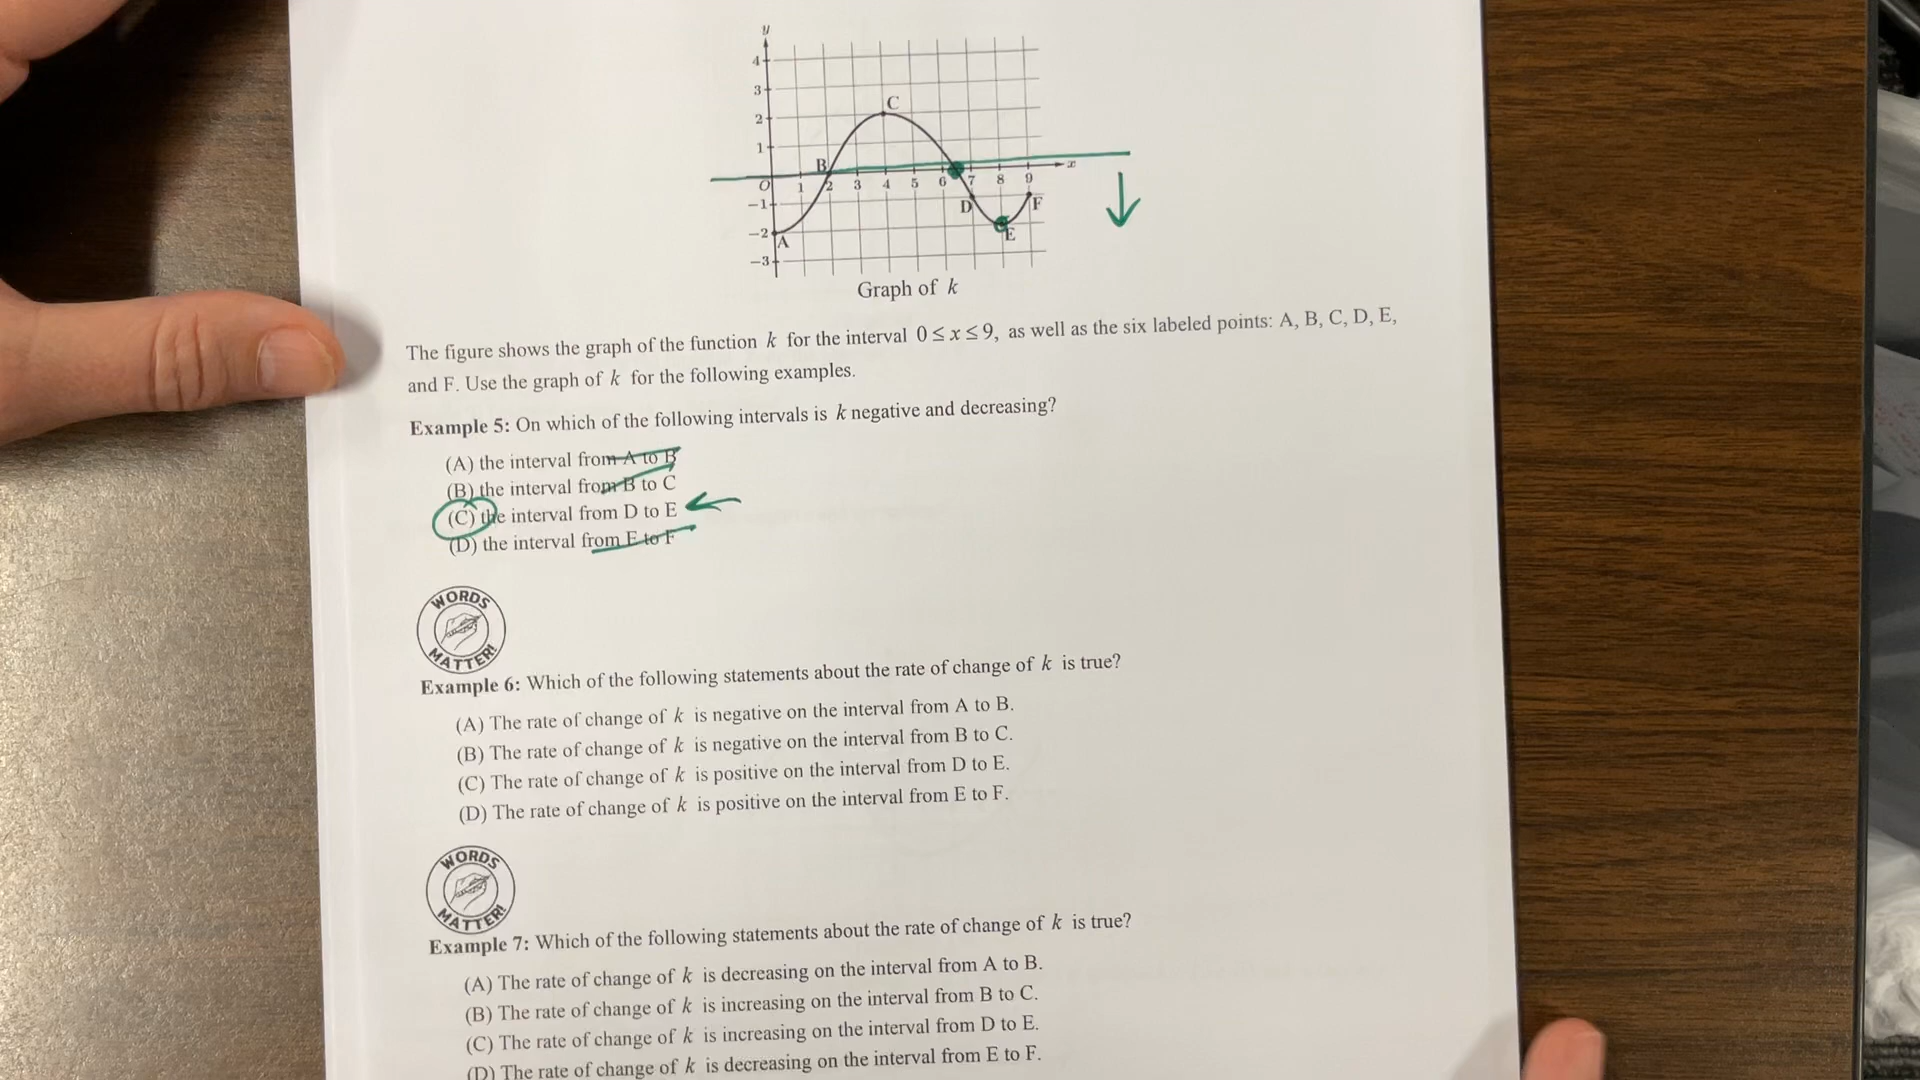 y
4
3
2
1
O
-1
-2
-3
1 2 3 4 5 6 7 8 9
x
A
B
C
D
E
F
Graph of k
The figure shows the graph of the function k for the interval 0 ≤ x ≤ 9, as well as the six labeled points: A, B, C, D, E,
and F. Use the graph of k for the following examples.
Example 5: On which of the following intervals is k negative and decreasing?
(A) the interval from A to B
(B) the interval from B to C
(C) the interval from D to E
(D) the interval from E to F
WORDS
MATTER!
Example 6: Which of the following statements about the rate of change of k is true?
(A) The rate of change of k is negative on the interval from A to B.
(B) The rate of change of k is negative on the interval from B to C.
(C) The rate of change of k is positive on the interval from D to E.
(D) The rate of change of k is positive on the interval from E to F.
WORDS
MATTER!
Example 7: Which of the following statements about the rate of change of k is true?
(A) The rate of change of k is decreasing on the interval from A to B.
(B) The rate of change of k is increasing on the interval from B to C.
(C) The rate of change of k is increasing on the interval from D to E.
(D) The rate of change of k is decreasing on the interval from E to F.